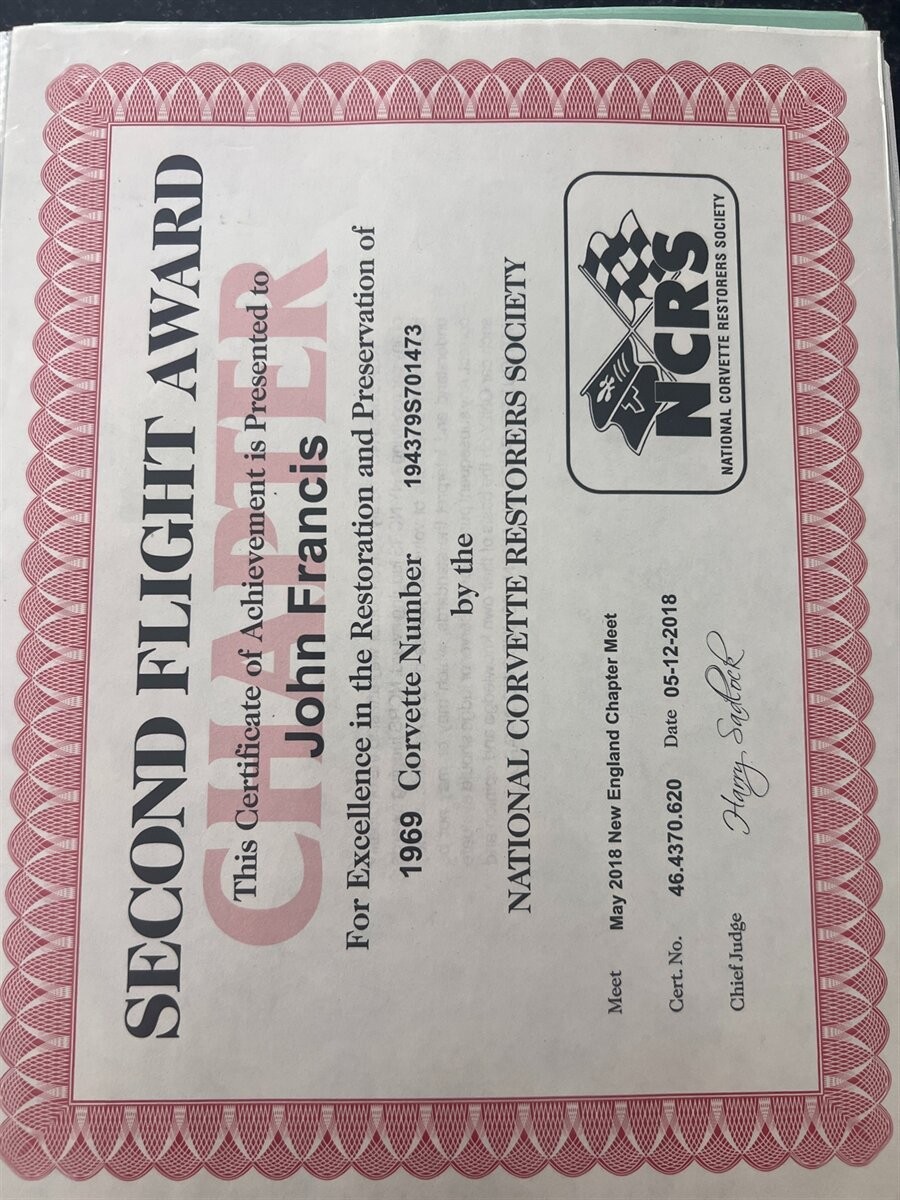 SECOND FLIGHT AWARD
CHAPTER
This Certificate of Achievement is Presented to
John Francis
For Excellence in the Restoration and Preservation of
1969 Corvette Number 194379S701473
by the
NATIONAL CORVETTE RESTORERS SOCIETY
Meet May 2018 New England Chapter Meet
Cert. No. 46.4370.620 Date 05-12-2018
Chief Judge Harry Sadlock
NCRS
NATIONAL CORVETTE RESTORERS SOCIETY